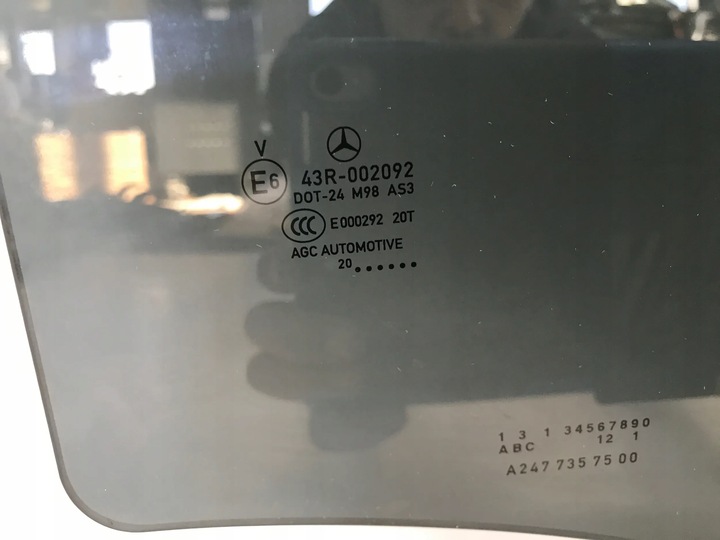 V
E6 43R-002092
DOT-24 M98 AS3
CCC E000292 20T
AGC AUTOMOTIVE
20 ......
1 3 1 34567890
ABC 12 1
A247 735 75 00